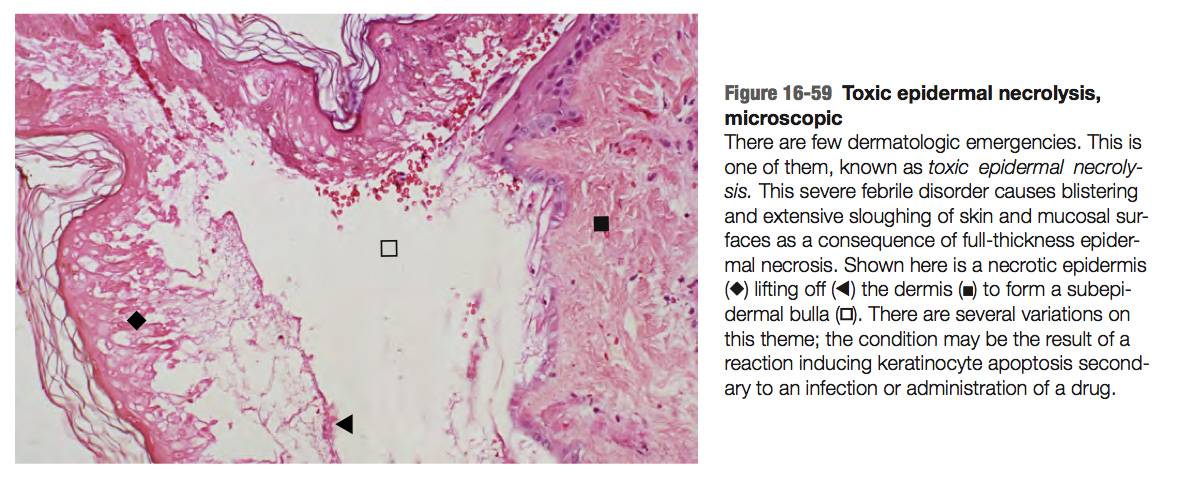 Figure 16-59 Toxic epidermal necrolysis,
microscopic
There are few dermatologic emergencies. This is
one of them, known as toxic epidermal necroly-
sis. This severe febrile disorder causes blistering
and extensive sloughing of skin and mucosal sur-
faces as a consequence of full-thickness epider-
mal necrosis. Shown here is a necrotic epidermis
(◆) lifting off (◀) the dermis (■) to form a subepi-
dermal bulla (□). There are several variations on
this theme; the condition may be the result of a
reaction inducing keratinocyte apoptosis second-
ary to an infection or administration of a drug.